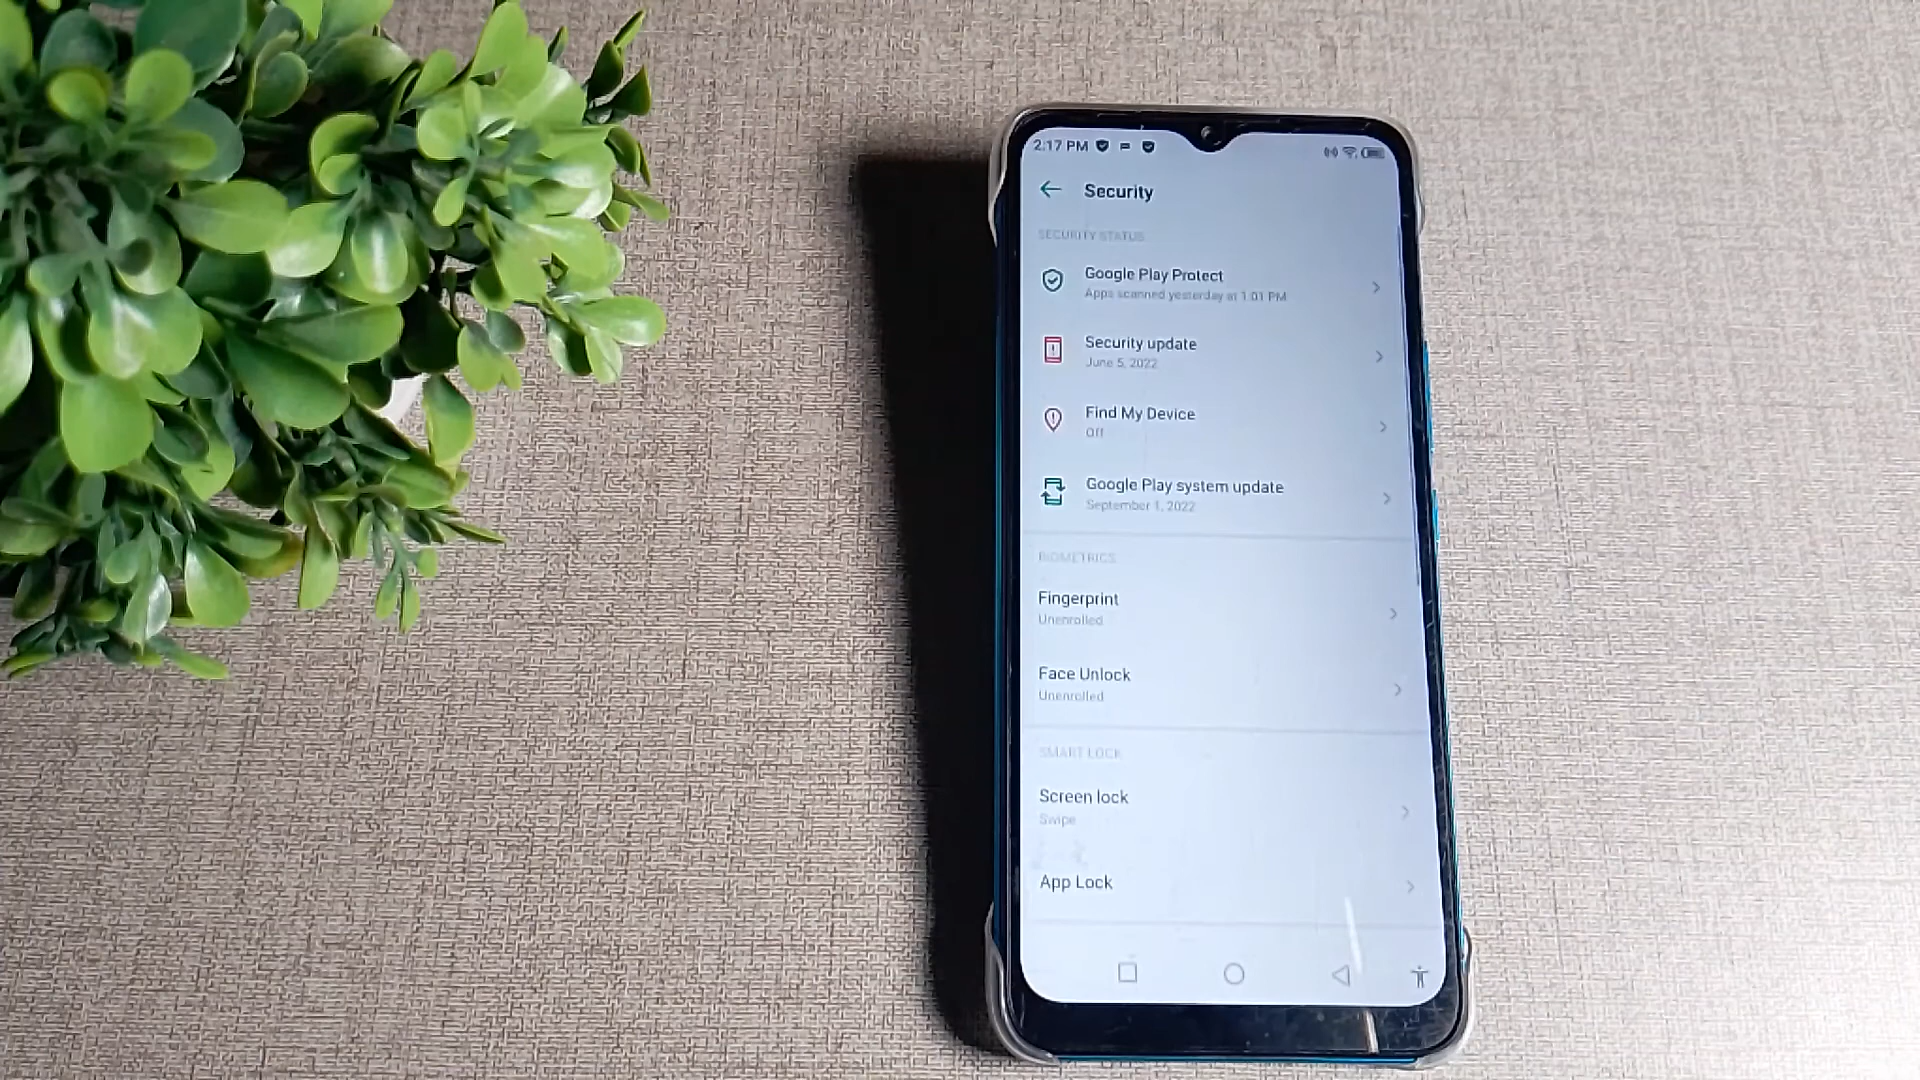 2:17 PM
Security
SECURITY STATUS
Google Play Protect
Apps scanned yesterday at 1:01 PM
Security update
June 5, 2022
Find My Device
Off
Google Play system update
September 1, 2022
BIOMETRICS
Fingerprint
Unenrolled
Face Unlock
Unenrolled
SMART LOCK
Screen lock
Swipe
App Lock